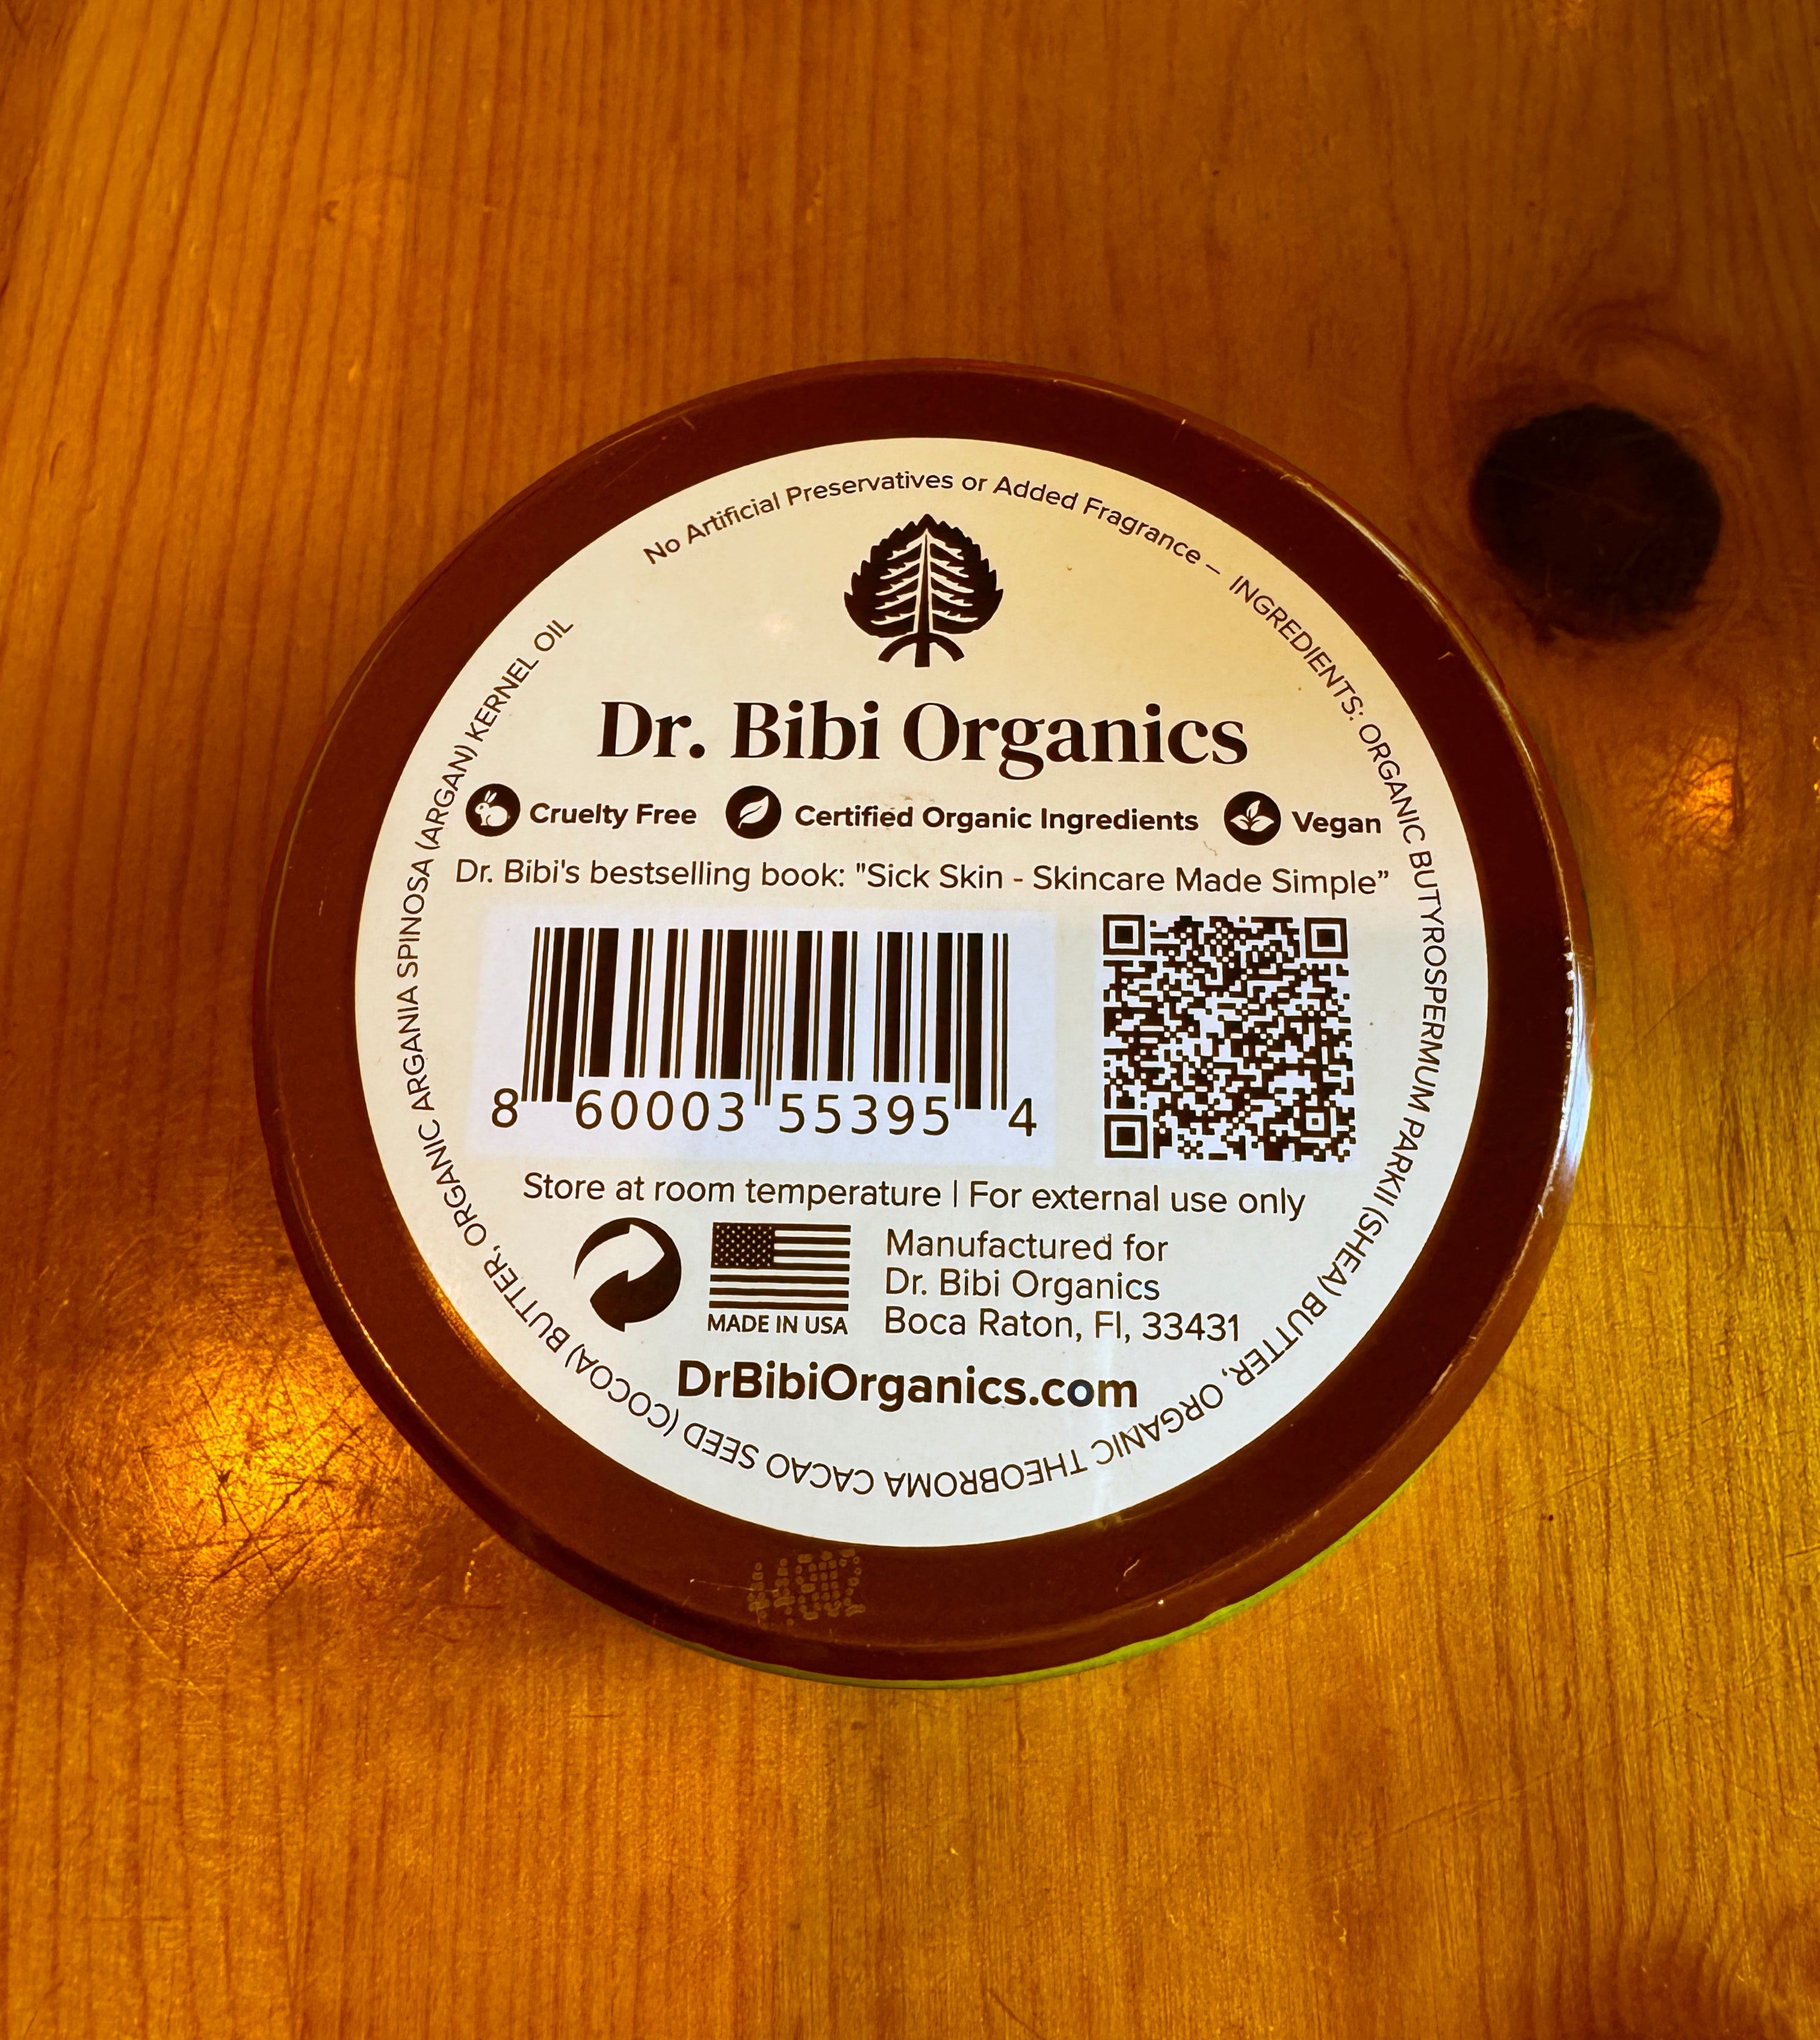 No Artificial Preservatives or Added Fragrance – INGREDIENTS: ORGANIC BUTYROSPERMUM PARKII (SHEA) BUTTER, ORGANIC THEOBROMA CACAO SEED (COCOA) BUTTER, ORGANIC ARGANIA SPINOSA (ARGAN) KERNEL OIL
Dr. Bibi Organics
Cruelty Free Certified Organic Ingredients Vegan
Dr. Bibi's bestselling book: "Sick Skin - Skincare Made Simple”
8 60003 55395 4
Store at room temperature | For external use only
MADE IN USA
Manufactured for
Dr. Bibi Organics
Boca Raton, Fl, 33431
DrBibiOrganics.com